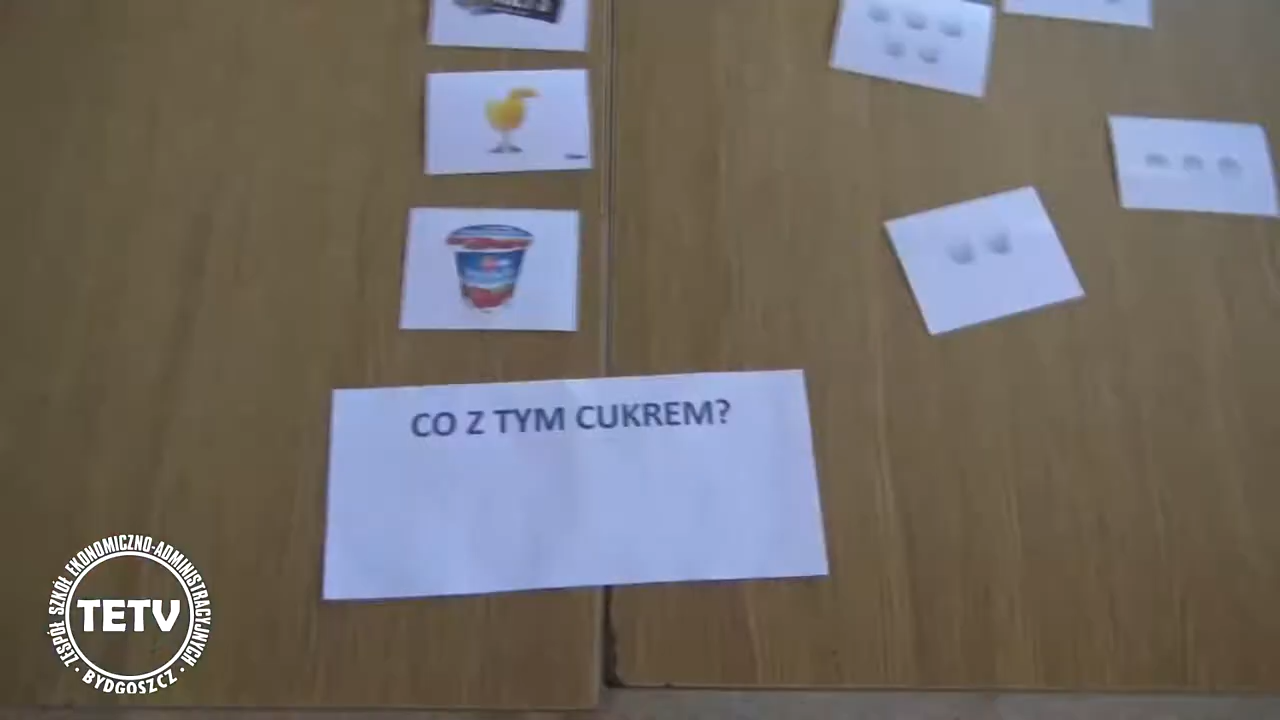 CO Z TYM CUKREM?
ZESPÓŁ SZKÓŁ EKONOMICZNO-ADMINISTRACYJNYCH
TETV
BYDGOSZCZ